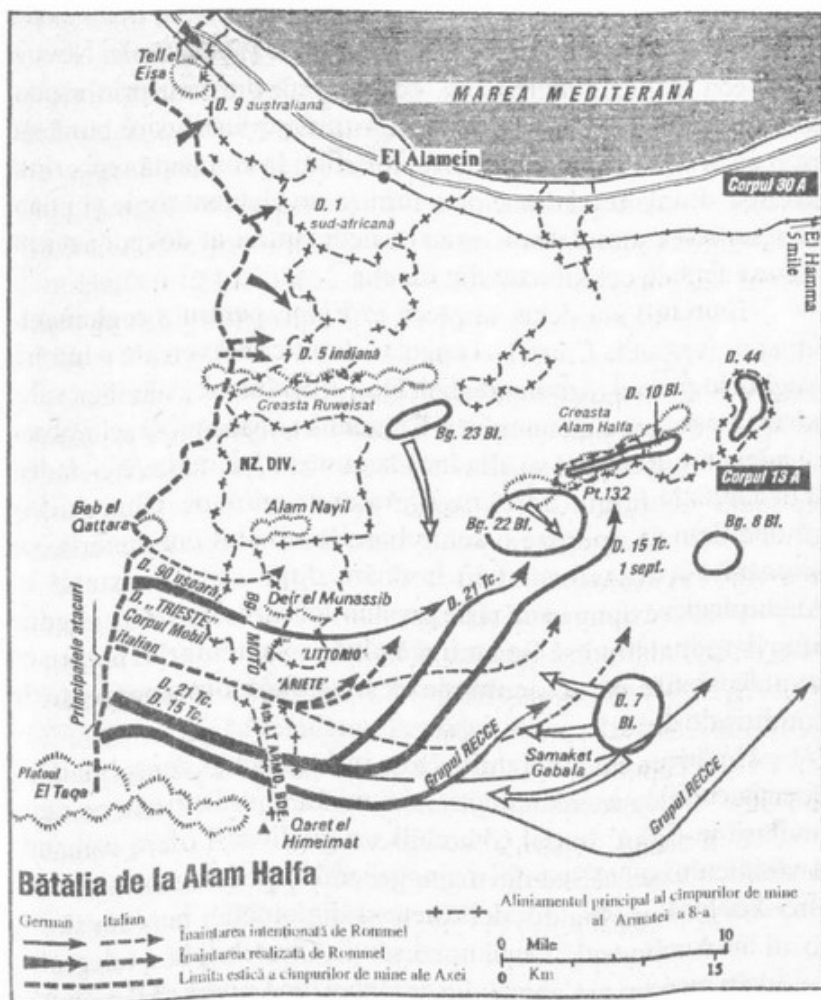 Tell el
Eisa
D. 9 australiană
MAREA MEDITERANĂ
El Alamein
Corpul 30 A
El Hamma
5 mile
D. 1
sud-africană
D. 5 indiană
Creasta Ruweisat
Bg. 23 Bl.
D. 10 Bl.
D. 44
Creasta
Alam Halfa
Corpul 13 A
NZ. DIV.
Pt.132
Bab el
Qattara
Alam Nayil
Bg. 22 Bl.
D. 15 Tc.
1 sept.
Bg. 8 Bl.
Deir el Munassib
D. 90 ușoară
D. "TRIESTE"
Corpul Mobil
italian
D. 21 Tc.
"LITTORIO"
"ARIETE"
Principalele atacuri
D. 21 Tc.
D. 15 Tc.
D. 7
Bl.
Grupul RECCE
Samaket
Gabala
Grupul RECCE
Platoul
El Taqa
LT ARMD. BDE.
Qaret el
Himeimat
Bătălia de la Alam Halfa
German Italian
Înaintarea intenționată de Rommel
Înaintarea realizată de Rommel
Limita estică a cîmpurilor de mine ale Axei
Aliniamentul principal al cîmpurilor de mine
al Armatei a 8-a
0 Mile 10
0 Km 15